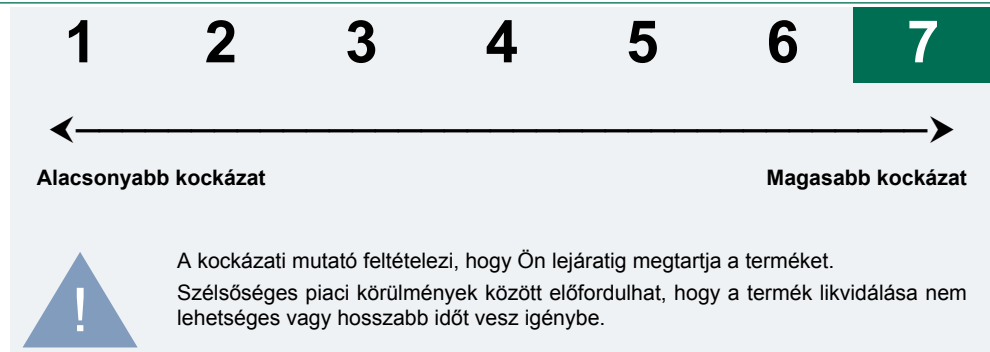 1 2 3 4 5 6 7
Alacsonyabb kockázat Magasabb kockázat
A kockázati mutató feltételezi, hogy Ön lejáratig megtartja a terméket.
Szélsőséges piaci körülmények között előfordulhat, hogy a termék likvidálása nem
lehetséges vagy hosszabb időt vesz igénybe.
!